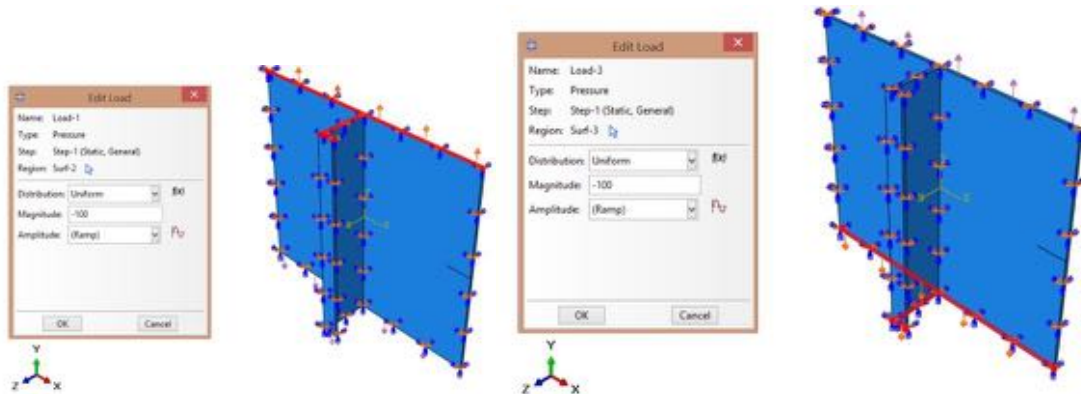 Edit Load
Name: Load-1
Type: Pressure
Step: Step-1 (Static, General)
Region: Surf-2
Distribution: Uniform f(x)
Magnitude: -100
Amplitude: (Ramp)
OK Cancel
Y
Z X
Edit Load
Name: Load-3
Type: Pressure
Step: Step-1 (Static, General)
Region: Surf-3
Distribution: Uniform f(x)
Magnitude: -100
Amplitude: (Ramp)
OK Cancel
Y
Z X